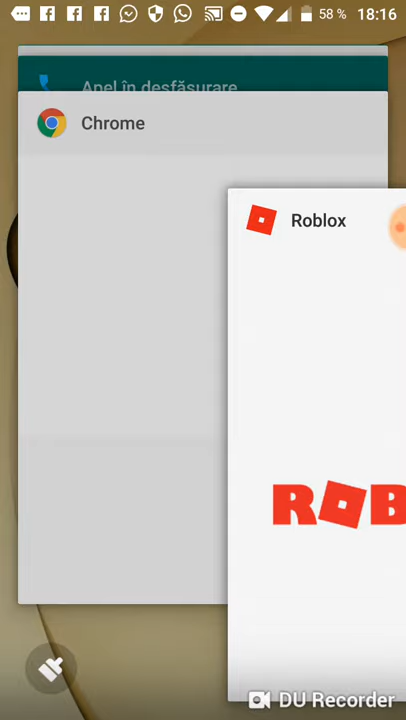 58 % 18:16
Apel în desfășurare
Chrome
Roblox
ROB
DU Recorder